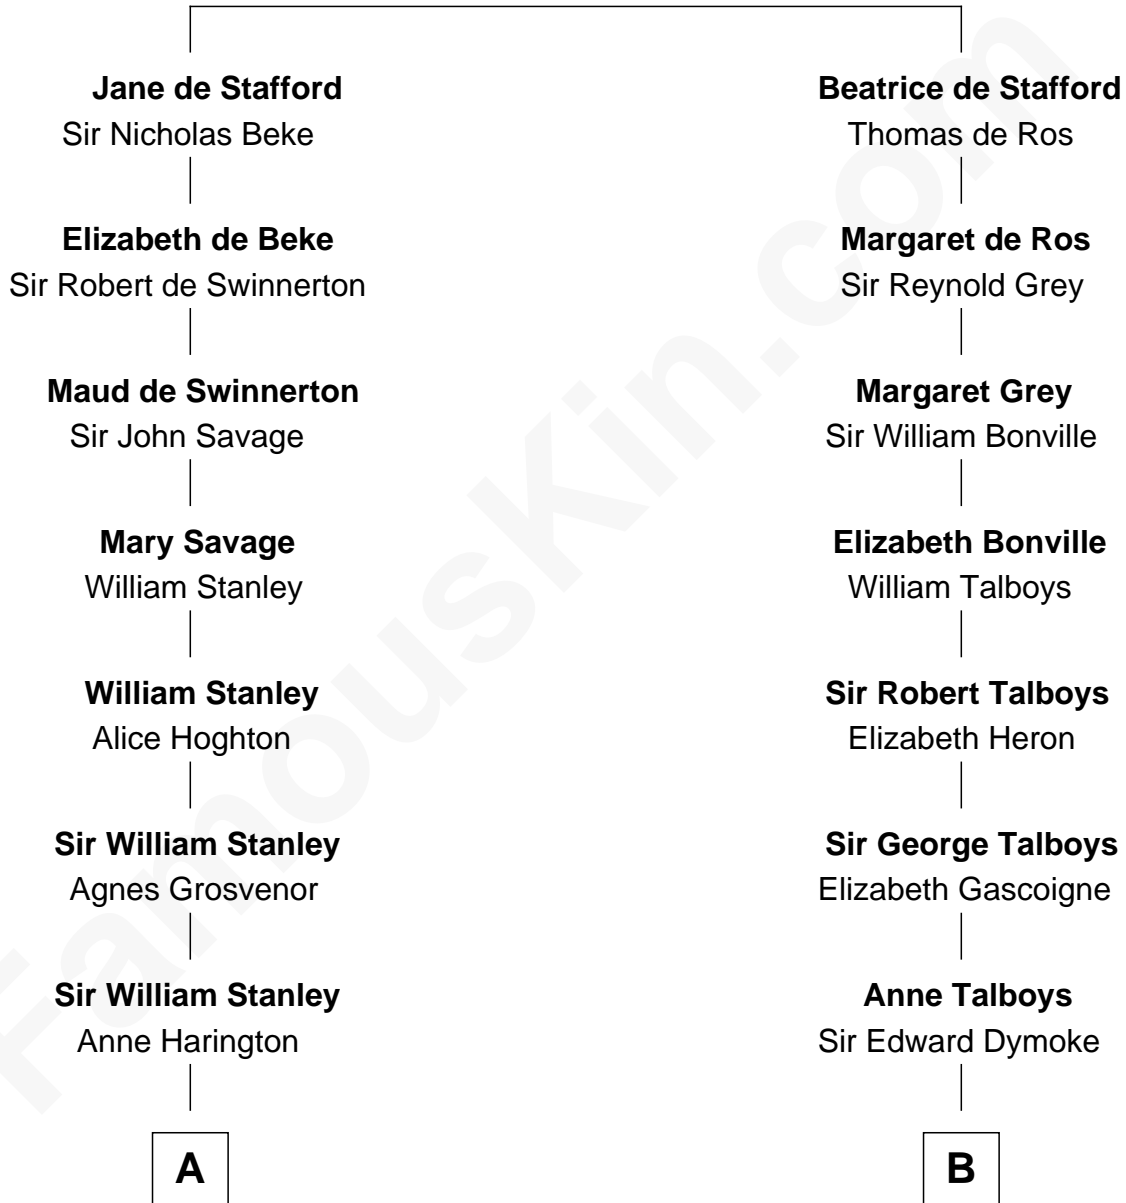 Jane de Stafford
Sir Nicholas Beke
Elizabeth de Beke
Sir Robert de Swinnerton
Maud de Swinnerton
Sir John Savage
Mary Savage
William Stanley
William Stanley
Alice Hoghton
Sir William Stanley
Agnes Grosvenor
Sir William Stanley
Anne Harington
A
Beatrice de Stafford
Thomas de Ros
Margaret de Ros
Sir Reynold Grey
Margaret Grey
Sir William Bonville
Elizabeth Bonville
William Talboys
Sir Robert Talboys
Elizabeth Heron
Sir George Talboys
Elizabeth Gascoigne
Anne Talboys
Sir Edward Dymoke
B
FamousKin.com